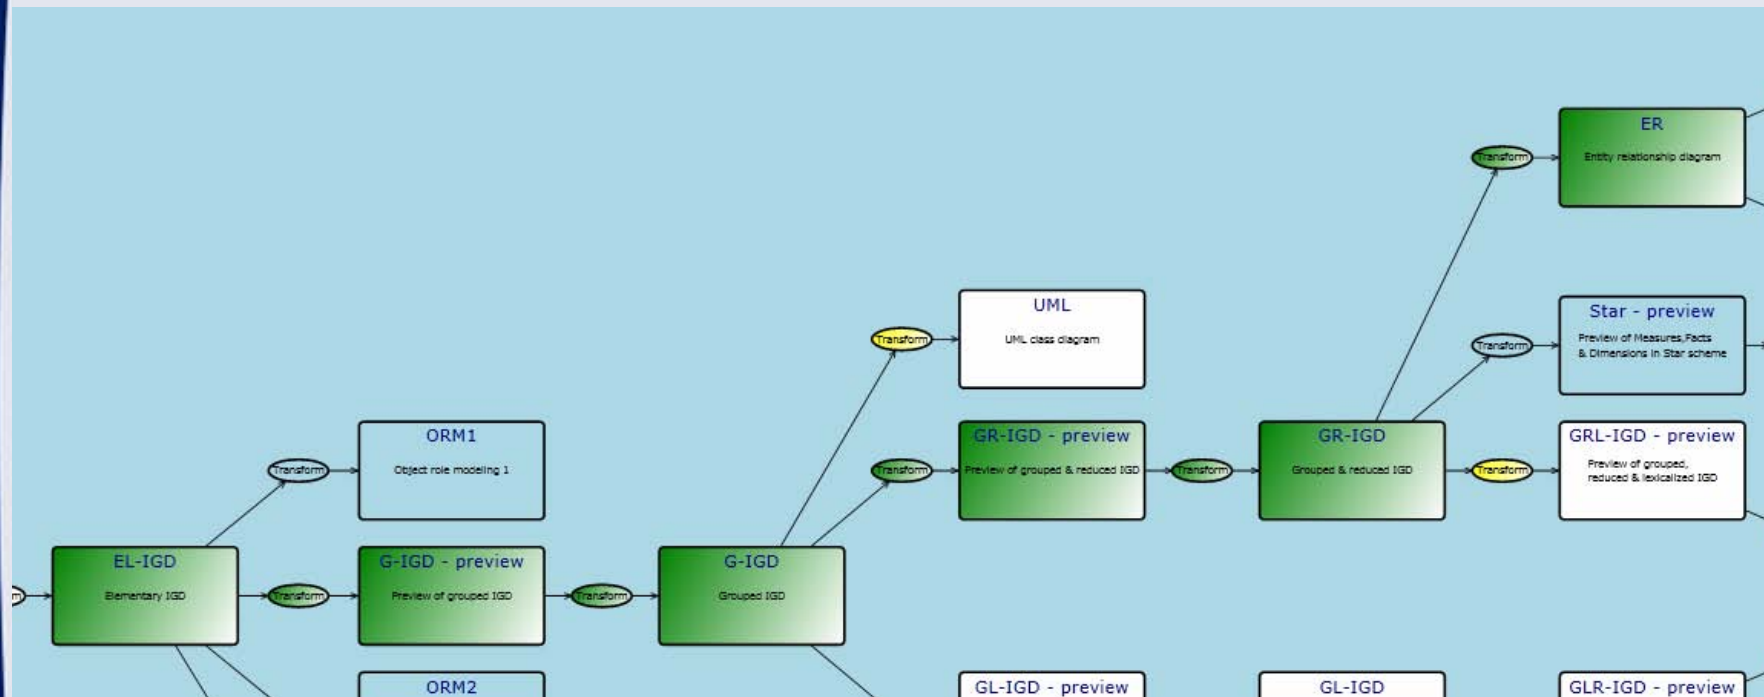 ER
Transform
Entity relationship diagram
UML
Transform
UML class diagram
Star - preview
Transform
Preview of Measures,Facts
& Dimensions in Star scheme
ORM1
Transform
Object role modeling 1
GR-IGD - preview
Transform
Preview of grouped & reduced IGD
Transform
GR-IGD
Grouped & reduced IGD
Transform
GRL-IGD - preview
Preview of grouped,
reduced & lexicalized IGD
EL-IGD
Elementary IGD
Transform
G-IGD - preview
Preview of grouped IGD
Transform
G-IGD
Grouped IGD
ORM2
GL-IGD - preview
GL-IGD
GLR-IGD - preview